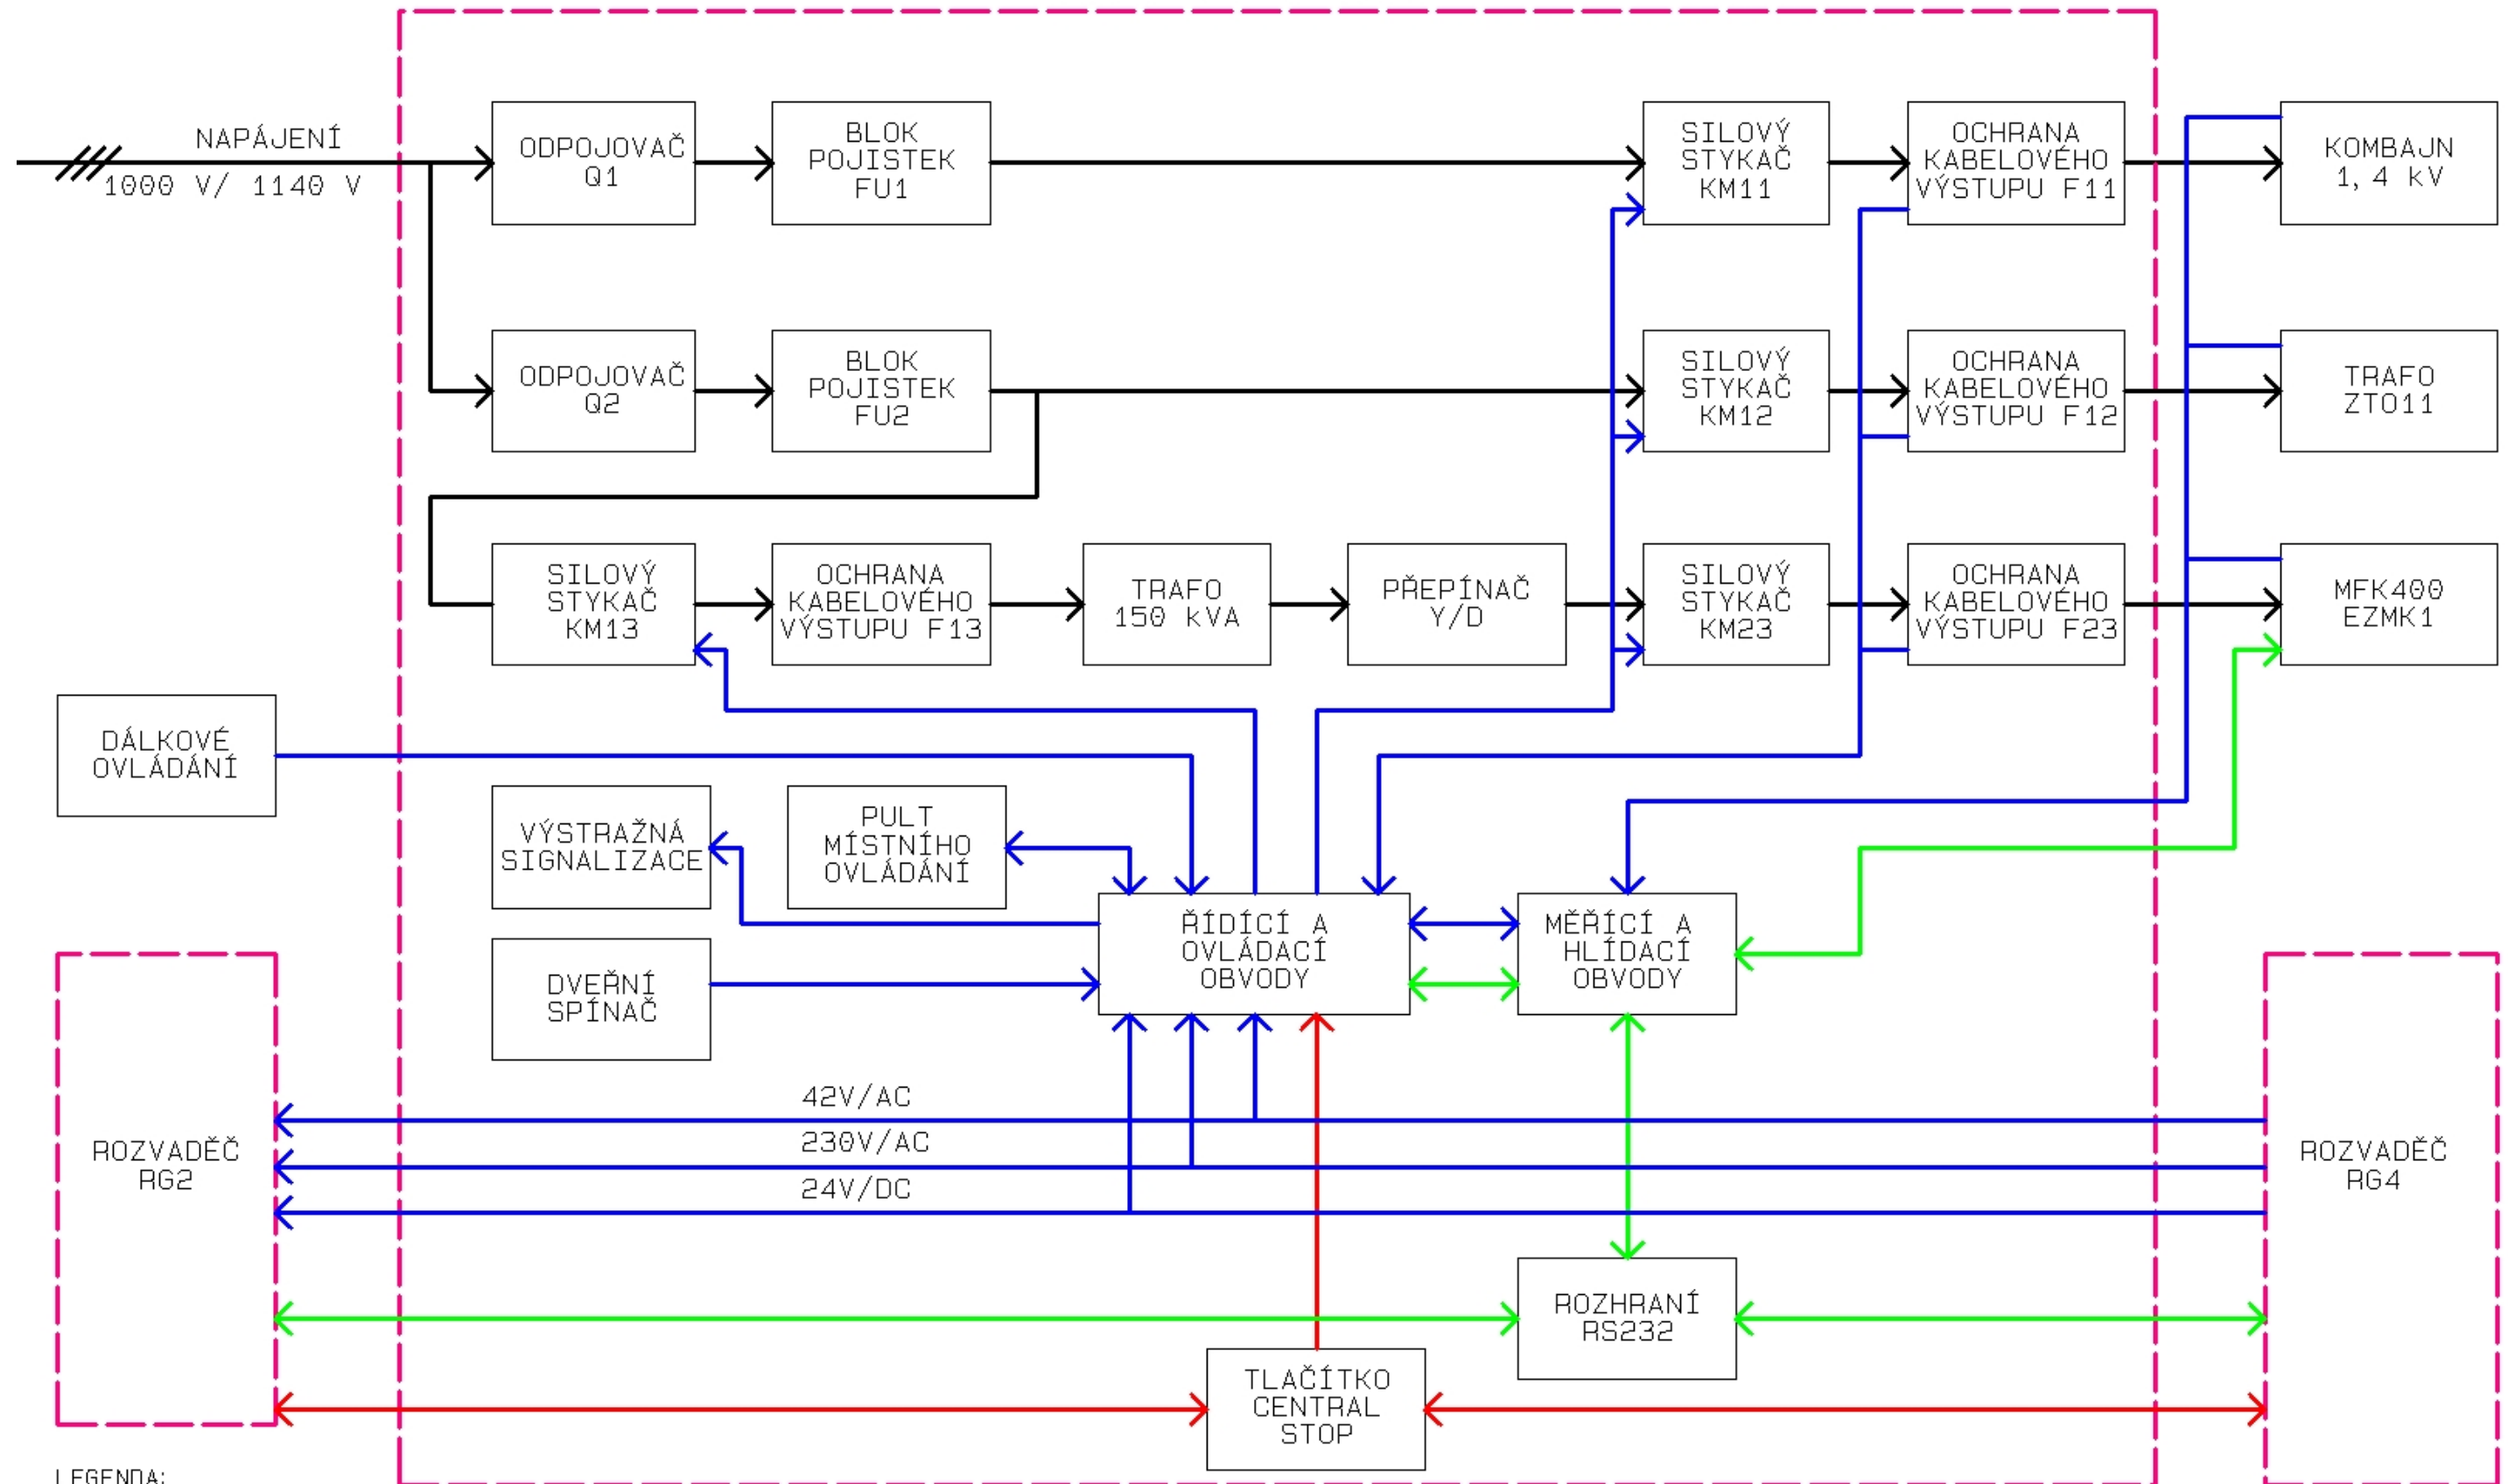 NAPÁJENÍ
1000 V/ 1140 V
ODPOJOVAČ
Q1
BLOK
POJISTEK
FU1
SILOVÝ
STYKAČ
KM11
OCHRANA
KABELOVÉHO
VÝSTUPU F11
KOMBAJN
1,4 kV
ODPOJOVAČ
Q2
BLOK
POJISTEK
FU2
SILOVÝ
STYKAČ
KM12
OCHRANA
KABELOVÉHO
VÝSTUPU F12
TRAFO
ZTO11
SILOVÝ
STYKAČ
KM13
OCHRANA
KABELOVÉHO
VÝSTUPU F13
TRAFO
150 kVA
PŘEPÍNAČ
Y/D
SILOVÝ
STYKAČ
KM23
OCHRANA
KABELOVÉHO
VÝSTUPU F23
MFK400
EZMK1
DÁLKOVÉ
OVLÁDÁNÍ
VÝSTRAŽNÁ
SIGNALIZACE
PULT
MÍSTNÍHO
OVLÁDÁNÍ
ŘÍDÍCÍ A
OVLÁDACÍ
OBVODY
MĚŘÍCÍ A
HLÍDACÍ
OBVODY
DVEŘNÍ
SPÍNAČ
42V/AC
230V/AC
24V/DC
ROZVADĚČ
RG2
ROZVADĚČ
RG4
ROZHRANÍ
RS232
TLAČÍTKO
CENTRAL
STOP
LEGENDA: